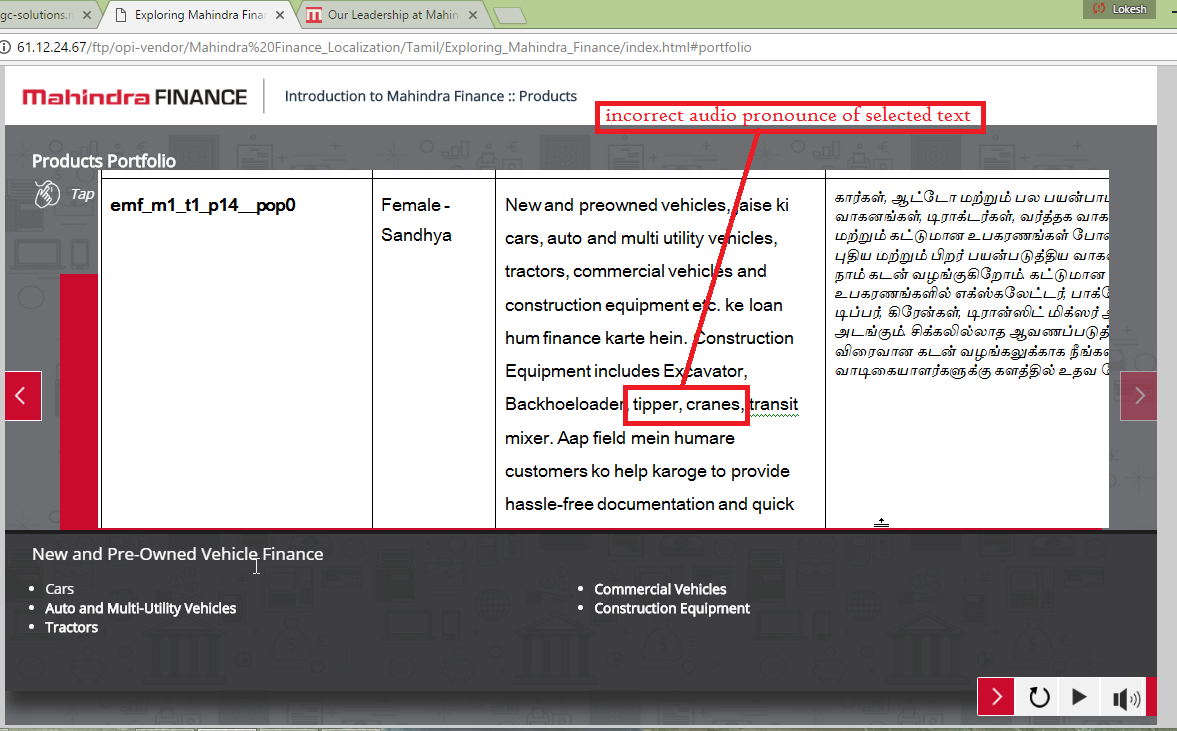 gc-solutions.n
Exploring Mahindra Finan
Our Leadership at Mahin
Lokesh
61.12.24.67/ftp/opi-vendor/Mahindra%20Finance_Localization/Tamil/Exploring_Mahindra_Finance/index.html#portfolio
Mahindra FINANCE
Introduction to Mahindra Finance :: Products
incorrect audio pronounce of selected text
Products Portfolio
Tap
emf_m1_t1_p14__pop0
Female -
Sandhya
New and preowned vehicles, jaise ki
cars, auto and multi utility vehicles,
tractors, commercial vehicles and
construction equipment etc. ke loan
hum finance karte hein. Construction
Equipment includes Excavator,
Backhoeloader, tipper, cranes, transit
mixer. Aap field mein humare
customers ko help karoge to provide
hassle-free documentation and quick
கார்கள், ஆட்டோ மற்றும் பல பயன்பாட
வாகனங்கள், டிராக்டர்கள், வர்த்தக வாக
மற்றும் கட்டுமான உபகரணங்கள் போன
புதிய மற்றும் பிறர் பயன்படுத்திய வாக
நாம் கடன் வழங்குகிறோம். கட்டுமான
உபகரணங்களில் எக்ஸ்கலேட்டர், பாக்
டிப்பர், கிரேன்கள், டிரான்ஸிட் மிக்ஸர்
அடங்கும். சிக்கலில்லாத ஆவணப்படுத்
விரைவான கடன் வழங்கலுக்காக நீங்க
வாடிகையாளர்களுக்கு களத்தில் உதவ
New and Pre-Owned Vehicle Finance
• Cars
• Auto and Multi-Utility Vehicles
• Tractors
• Commercial Vehicles
• Construction Equipment